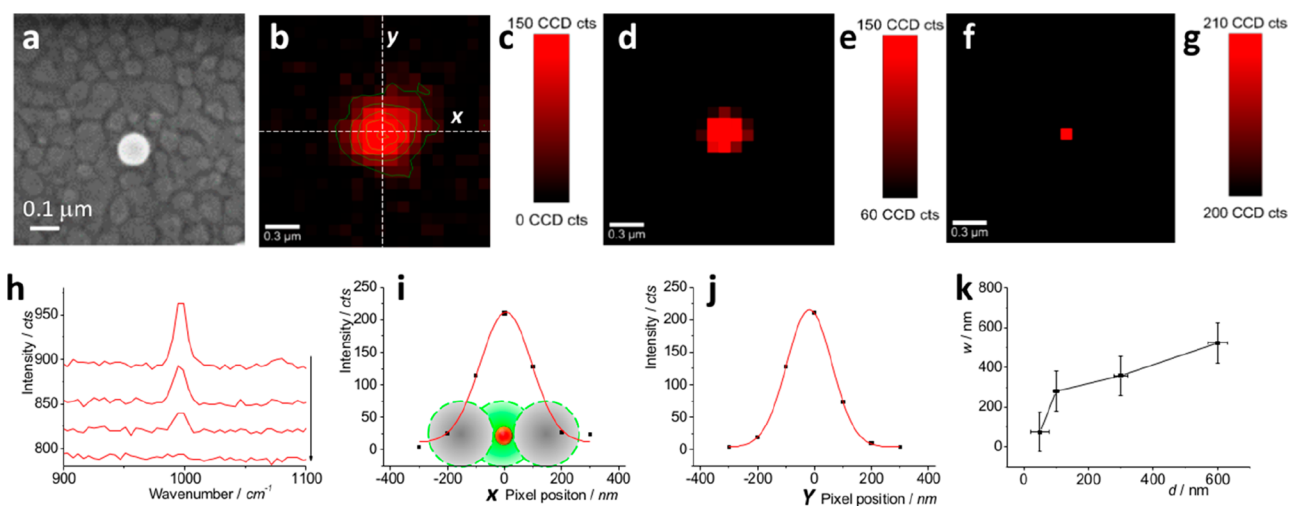 a
0.1 μm
b
y
x
0.3 μm
c
150 CCD cts
0 CCD cts
d
0.3 μm
e
150 CCD cts
60 CCD cts
f
0.3 μm
g
210 CCD cts
200 CCD cts
h
Intensity / cts
950
900
850
800
900
1000
1100
Wavenumber / cm-1
i
Intensity / cts
250
200
150
100
50
0
-400
-200
0
200
400
X Pixel positon / nm
j
Intensity / cts
250
200
150
100
50
0
-400
-200
0
200
400
Y Pixel position / nm
k
w / nm
800
600
400
200
0
0
200
400
600
d / nm